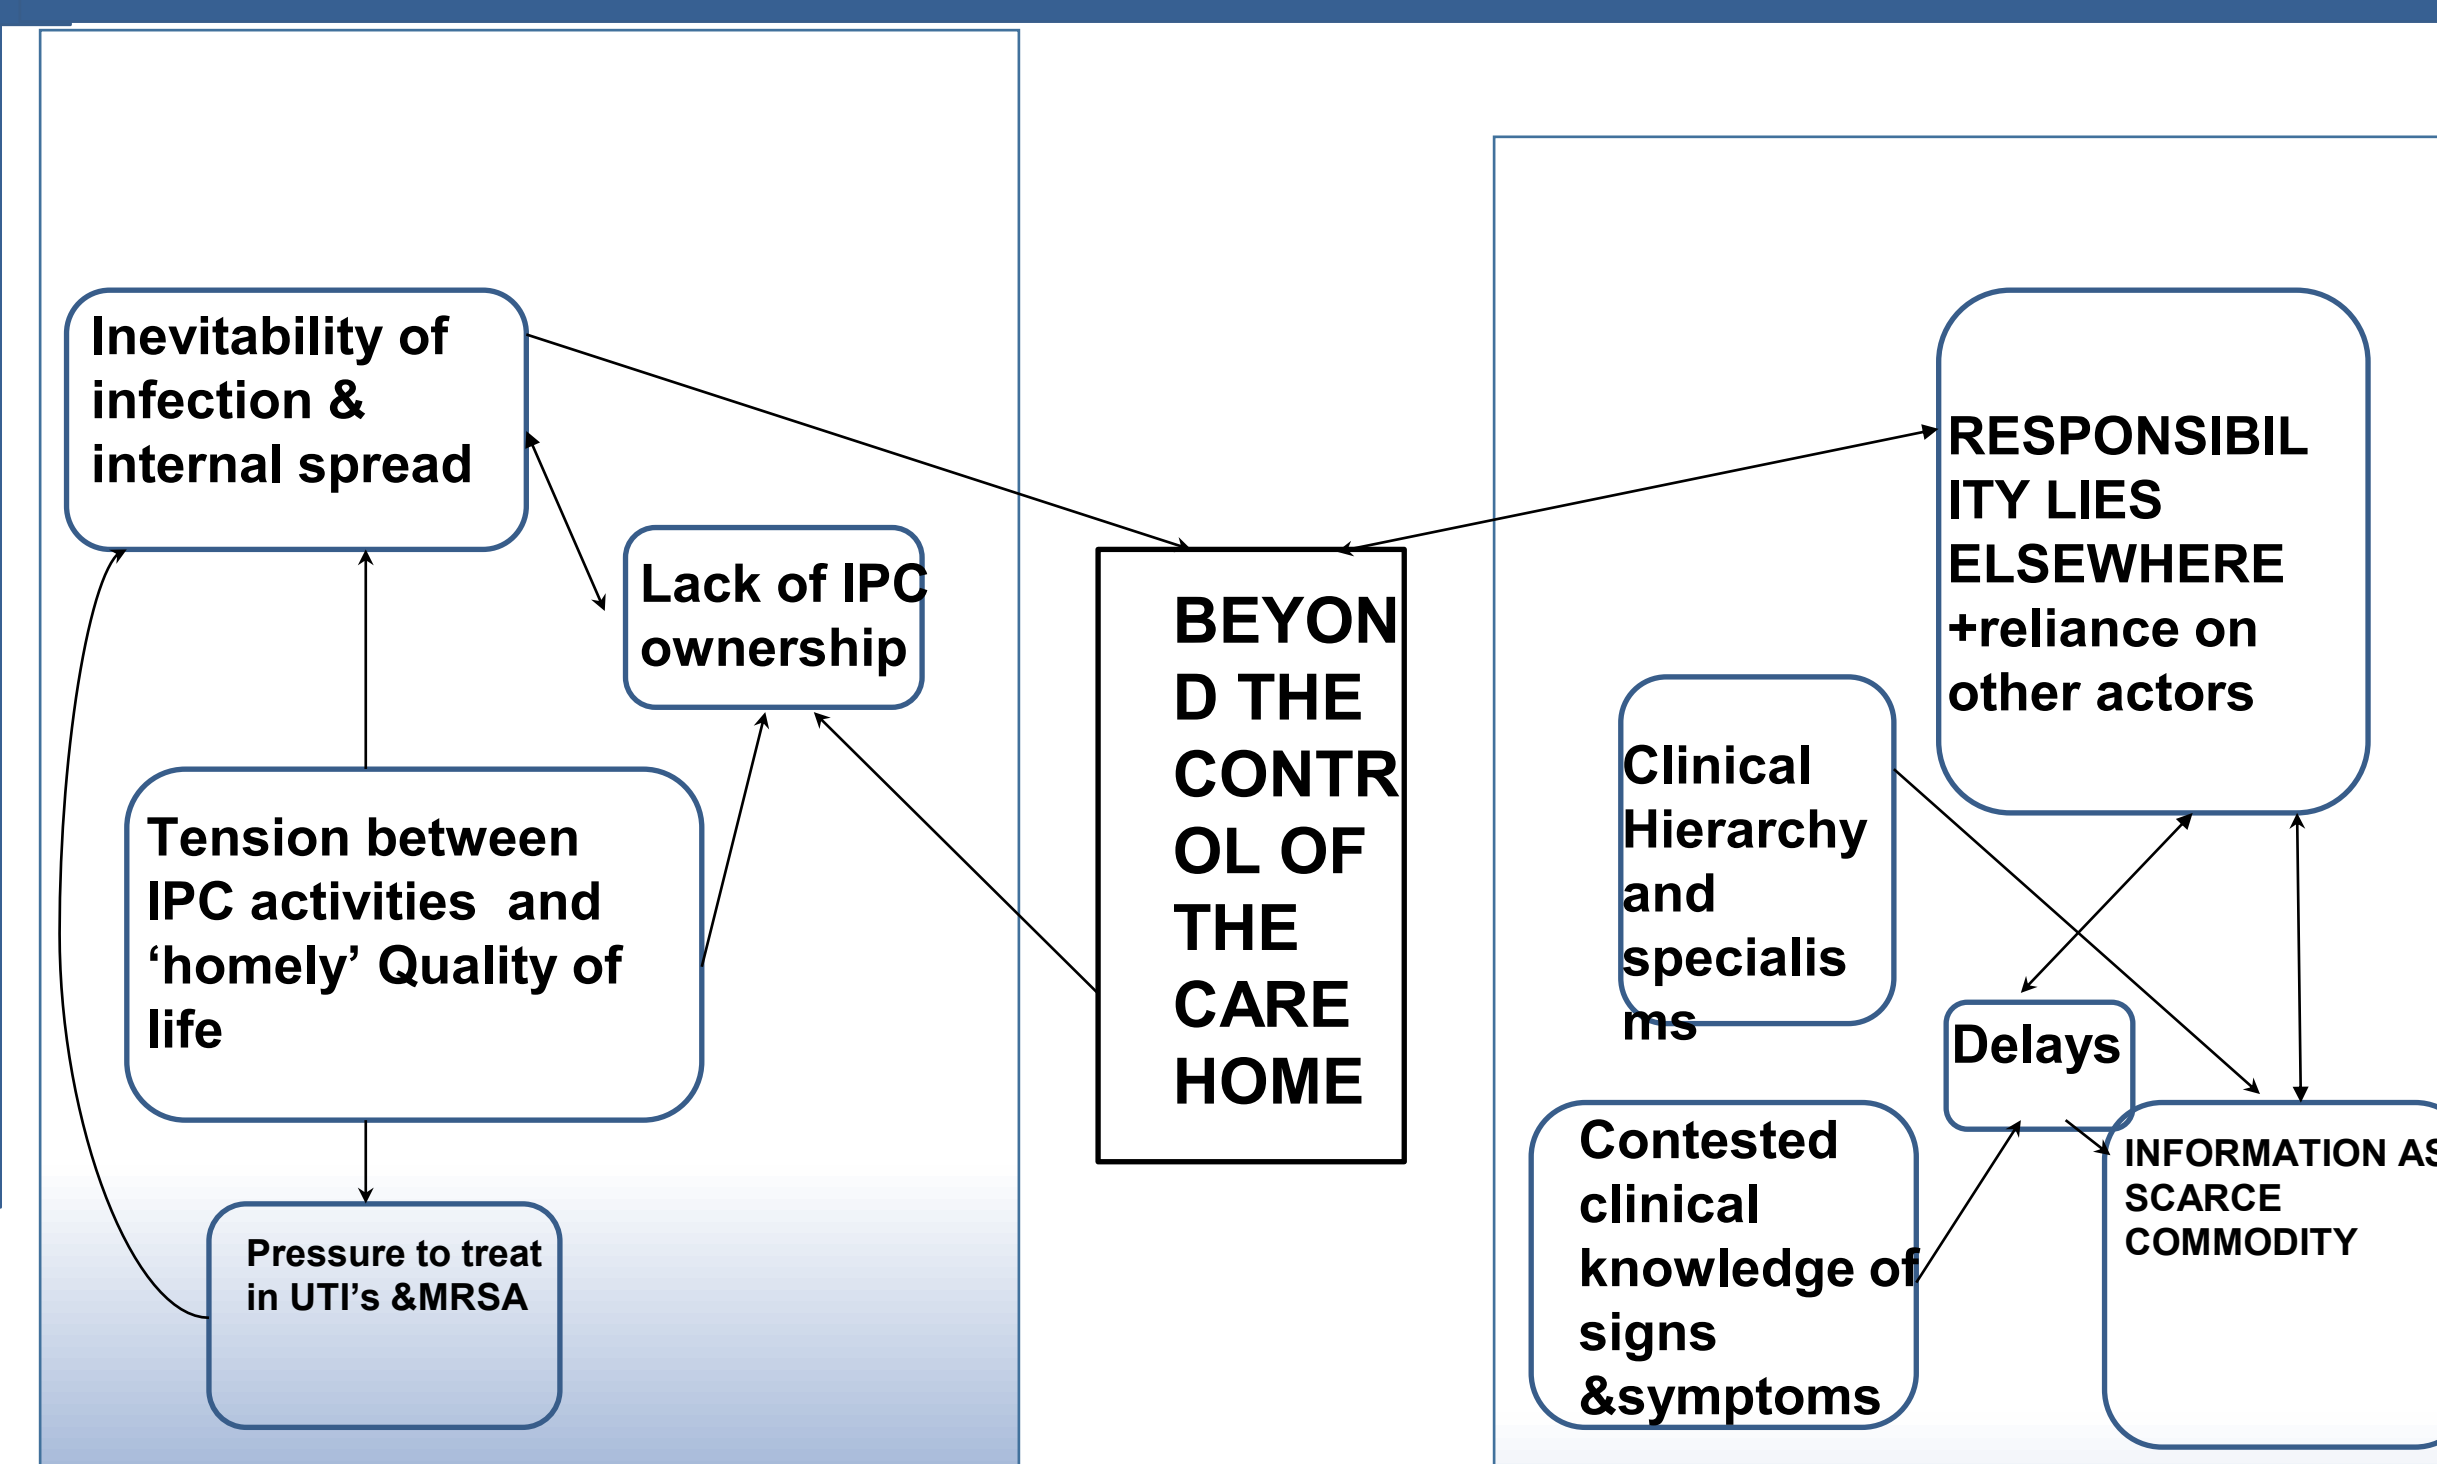 Inevitability of
infection &
internal spread
Lack of IPC
ownership
Tension between
IPC activities  and
‘homely’ Quality of
life
Pressure to treat
in UTI’s &MRSA
BEYON
D THE
CONTR
OL OF
THE
CARE
HOME
RESPONSIBIL
ITY LIES
ELSEWHERE
+reliance on
other actors
Clinical
Hierarchy
and
specialis
ms
Delays
Contested
clinical
knowledge of
signs
&symptoms
INFORMATION AS
SCARCE
COMMODITY